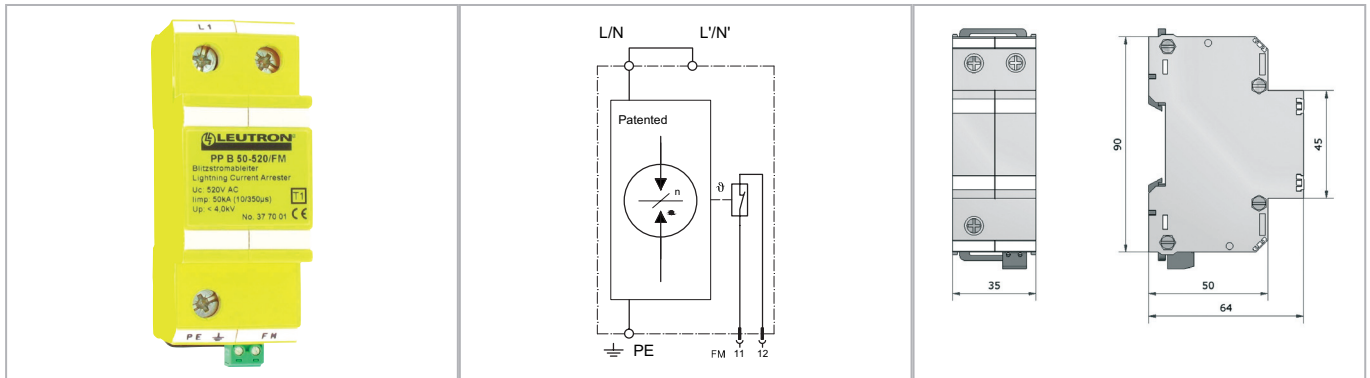 L1
LEUTRON®
PP B 50-520/FM
Blitzstromableiter
Lightning Current Arrester
Uc: 520V AC
Iimp: 50kA (10/350µs)
Up: < 4,0kV
T1
No. 37 70 01 CE
PE FM
L/N L'/N'
Patented
n
ϑ
PE
FM 11 12
90
45
35
50
64